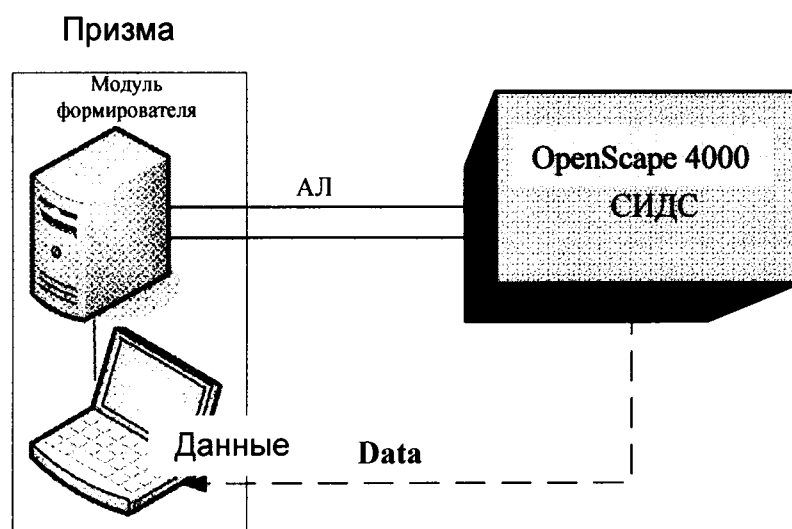 Призма
Модуль
формирователя
АЛ
OpenScape 4000
СИДС
Данные
Data